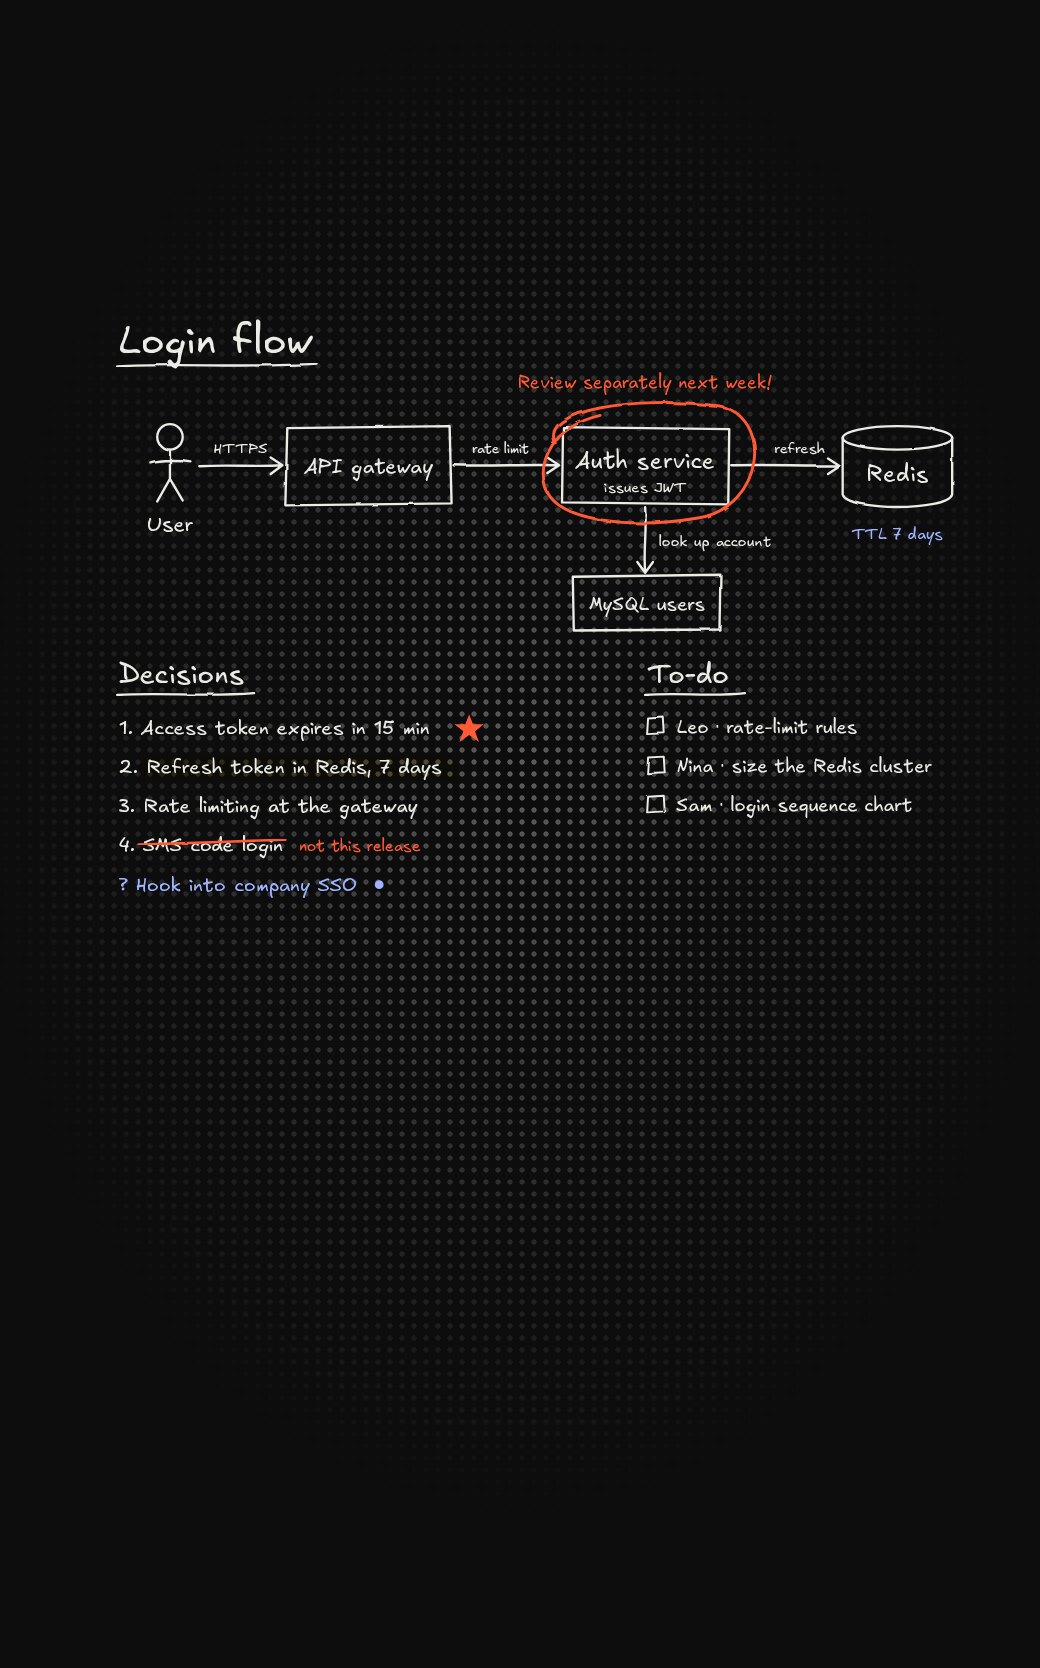 Login flow
Review separately next week!
User
HTTPS
API gateway
rate limit
Auth service
issues JWT
refresh
Redis
TTL 7 days
look up account
MySQL users
Decisions
1. Access token expires in 15 min
2. Refresh token in Redis, 7 days
3. Rate limiting at the gateway
4. SMS code login not this release
? Hook into company SSO
To-do
Leo · rate-limit rules
Nina · size the Redis cluster
Sam · login sequence chart